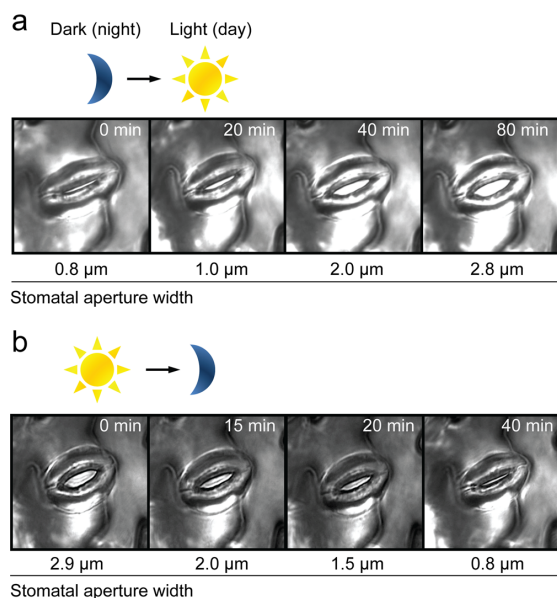 a
Dark (night) Light (day)
0 min 20 min 40 min 80 min
0.8 µm 1.0 µm 2.0 µm 2.8 µm
Stomatal aperture width
b
0 min 15 min 20 min 40 min
2.9 µm 2.0 µm 1.5 µm 0.8 µm
Stomatal aperture width